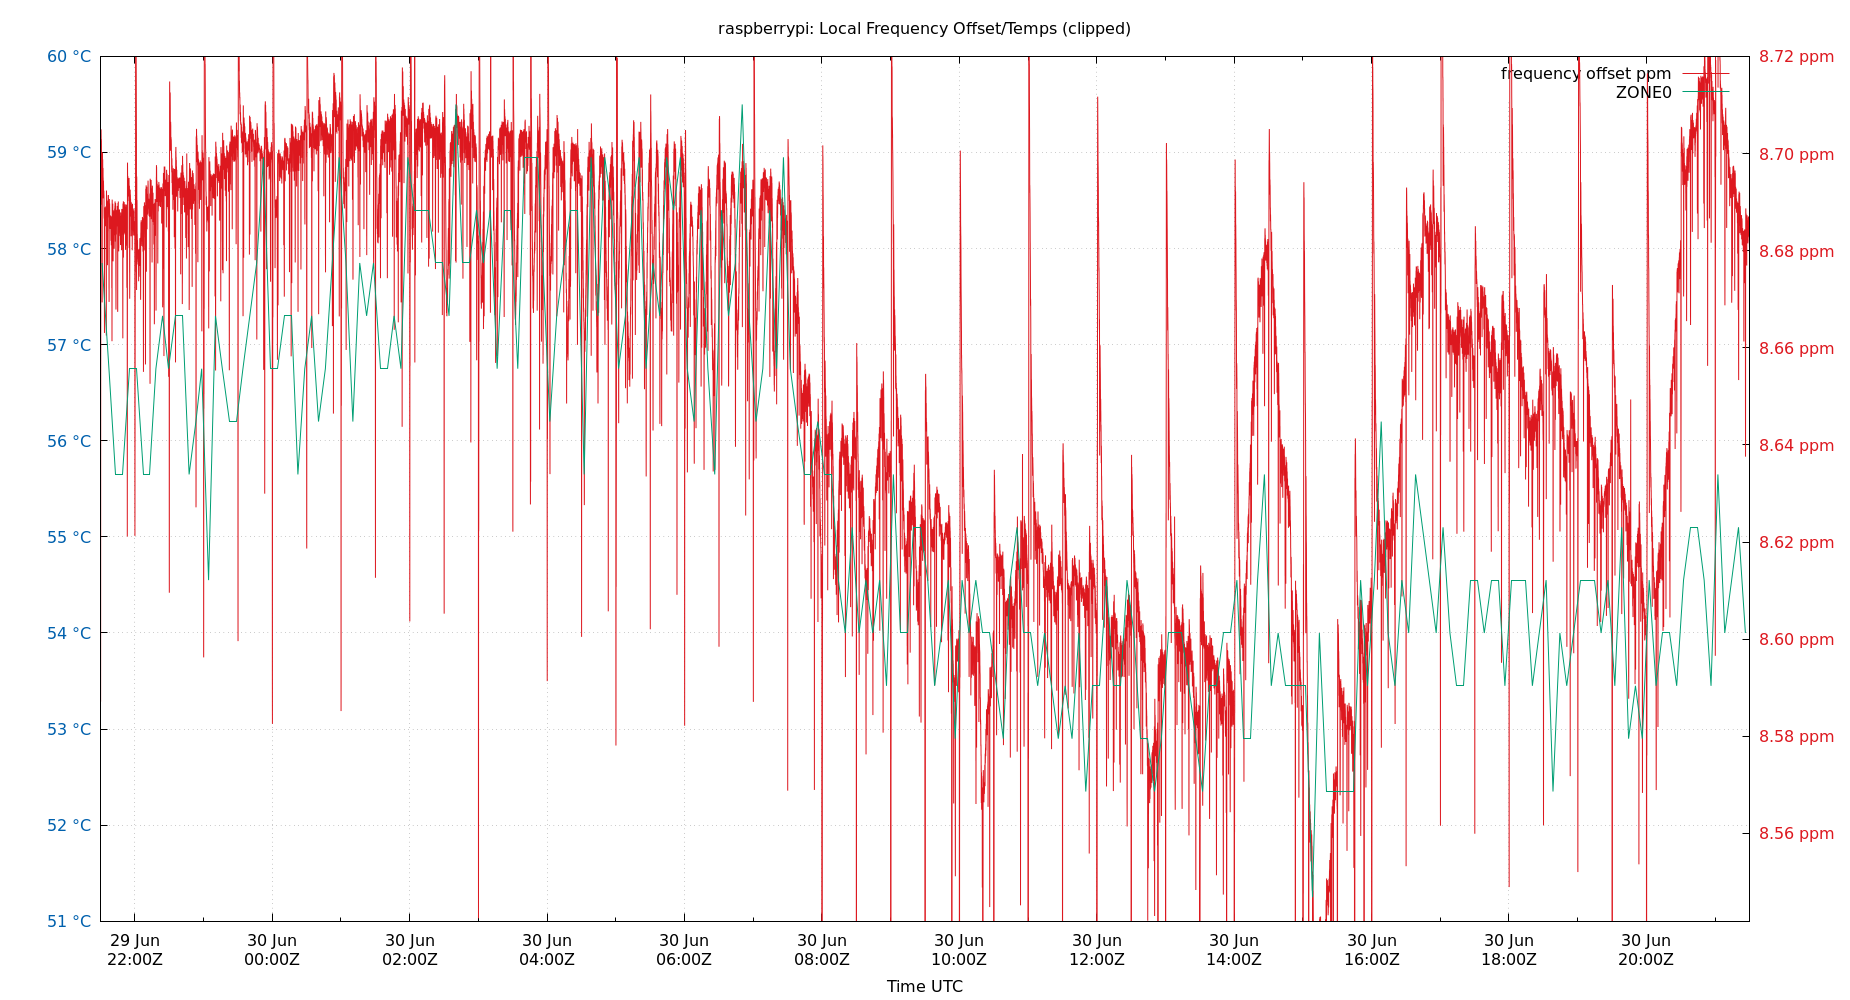 raspberrypi: Local Frequency Offset/Temps (clipped)
60 °C
59 °C
58 °C
57 °C
56 °C
55 °C
54 °C
53 °C
52 °C
51 °C
8.72 ppm
8.70 ppm
8.68 ppm
8.66 ppm
8.64 ppm
8.62 ppm
8.60 ppm
8.58 ppm
8.56 ppm
frequency offset ppm
ZONE0
29 Jun
22:00Z
30 Jun
00:00Z
30 Jun
02:00Z
30 Jun
04:00Z
30 Jun
06:00Z
30 Jun
08:00Z
30 Jun
10:00Z
30 Jun
12:00Z
30 Jun
14:00Z
30 Jun
16:00Z
30 Jun
18:00Z
30 Jun
20:00Z
Time UTC